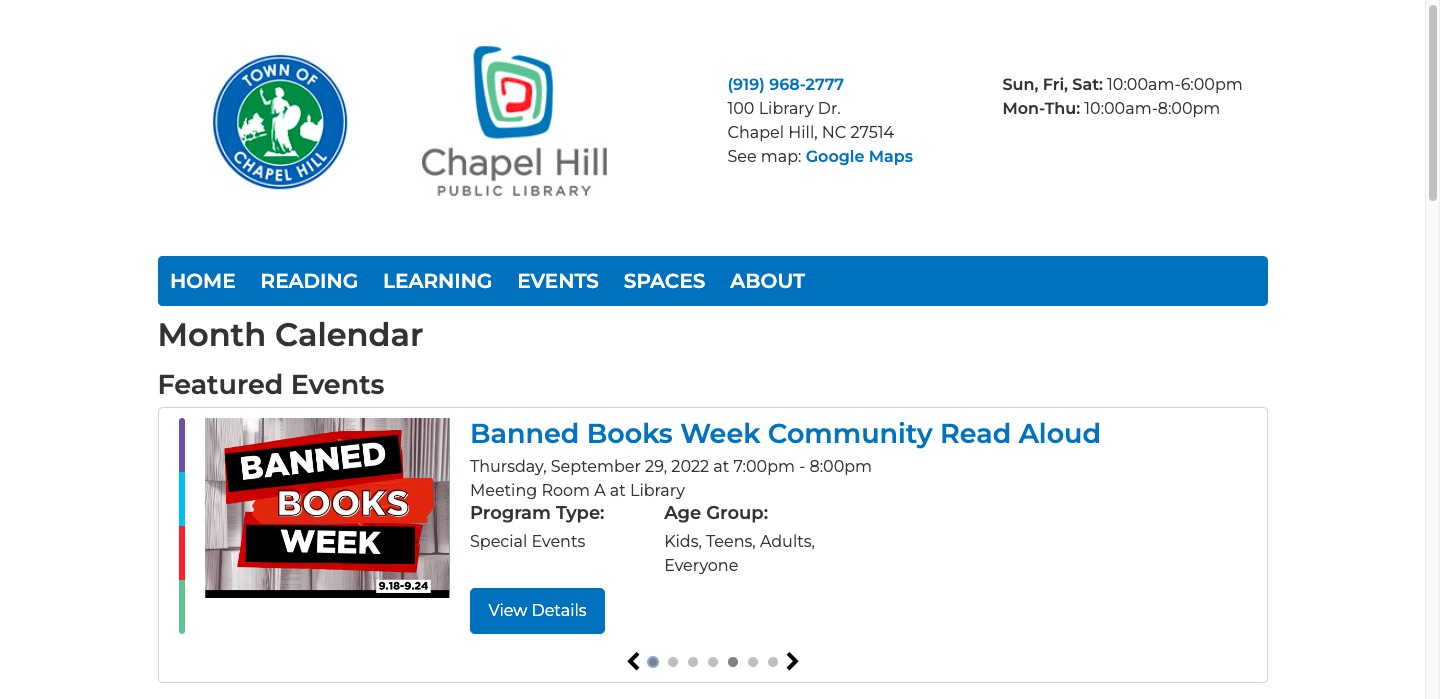 TOWN OF
CHAPEL HILL
Chapel Hill
PUBLIC LIBRARY
(919) 968-2777
100 Library Dr.
Chapel Hill, NC 27514
See map: Google Maps
Sun, Fri, Sat: 10:00am-6:00pm
Mon-Thu: 10:00am-8:00pm
HOME READING LEARNING EVENTS SPACES ABOUT
Month Calendar
Featured Events
BANNED
BOOKS
WEEK
9.18-9.24
Banned Books Week Community Read Aloud
Thursday, September 29, 2022 at 7:00pm - 8:00pm
Meeting Room A at Library
Program Type:
Special Events
Age Group:
Kids, Teens, Adults,
Everyone
View Details